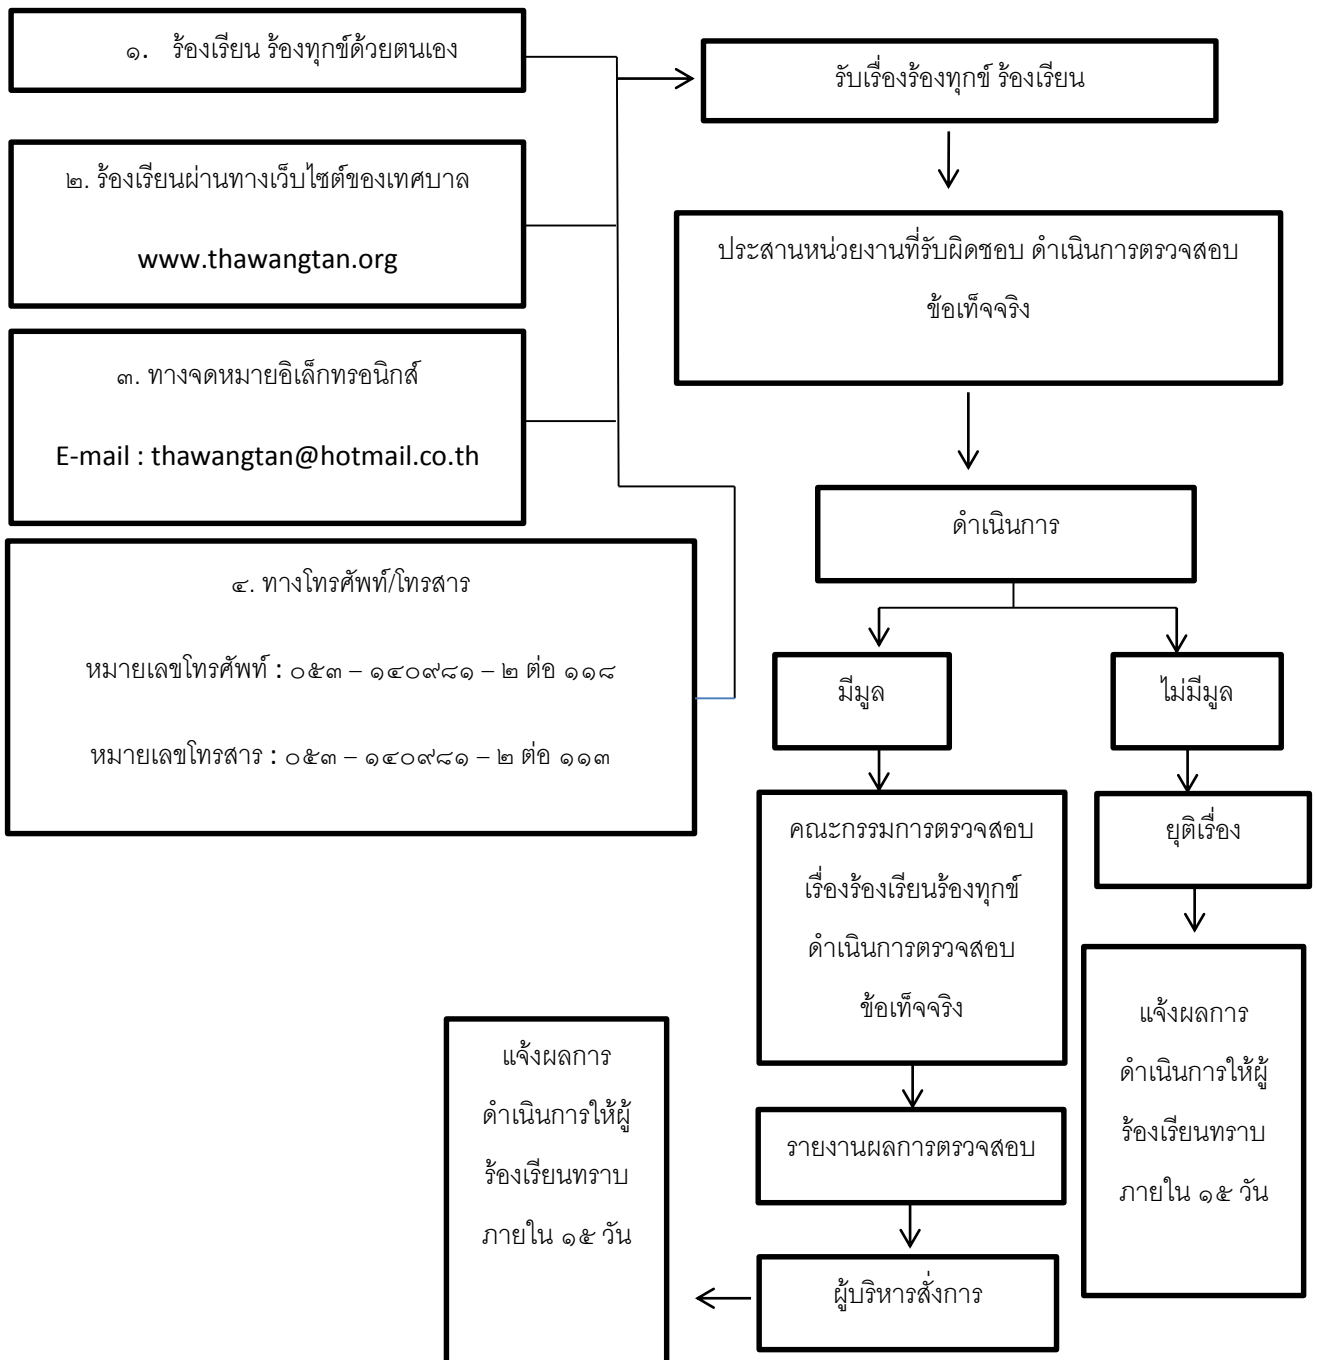 ๑. ร้องเรียน ร้องทุกข์ด้วยตนเอง
๒. ร้องเรียนผ่านทางเว็บไซต์ของเทศบาล
www.thawangtan.org
๓. ทางจดหมายอิเล็กทรอนิกส์
E-mail : thawangtan@hotmail.co.th
๔. ทางโทรศัพท์/โทรสาร
หมายเลขโทรศัพท์ : ๐๕๓ – ๑๔๐๙๘๑ – ๒ ต่อ ๑๑๘
หมายเลขโทรสาร : ๐๕๓ – ๑๔๐๙๘๑ – ๒ ต่อ ๑๑๓
รับเรื่องร้องทุกข์ ร้องเรียน
ประสานหน่วยงานที่รับผิดชอบ ดำเนินการตรวจสอบ
ข้อเท็จจริง
ดำเนินการ
มีมูล
ไม่มีมูล
คณะกรรมการตรวจสอบ
เรื่องร้องเรียนร้องทุกข์
ดำเนินการตรวจสอบ
ข้อเท็จจริง
ยุติเรื่อง
แจ้งผลการ
ดำเนินการให้ผู้
ร้องเรียนทราบ
ภายใน ๑๕ วัน
รายงานผลการตรวจสอบ
ผู้บริหารสั่งการ
แจ้งผลการ
ดำเนินการให้ผู้
ร้องเรียนทราบ
ภายใน ๑๕ วัน